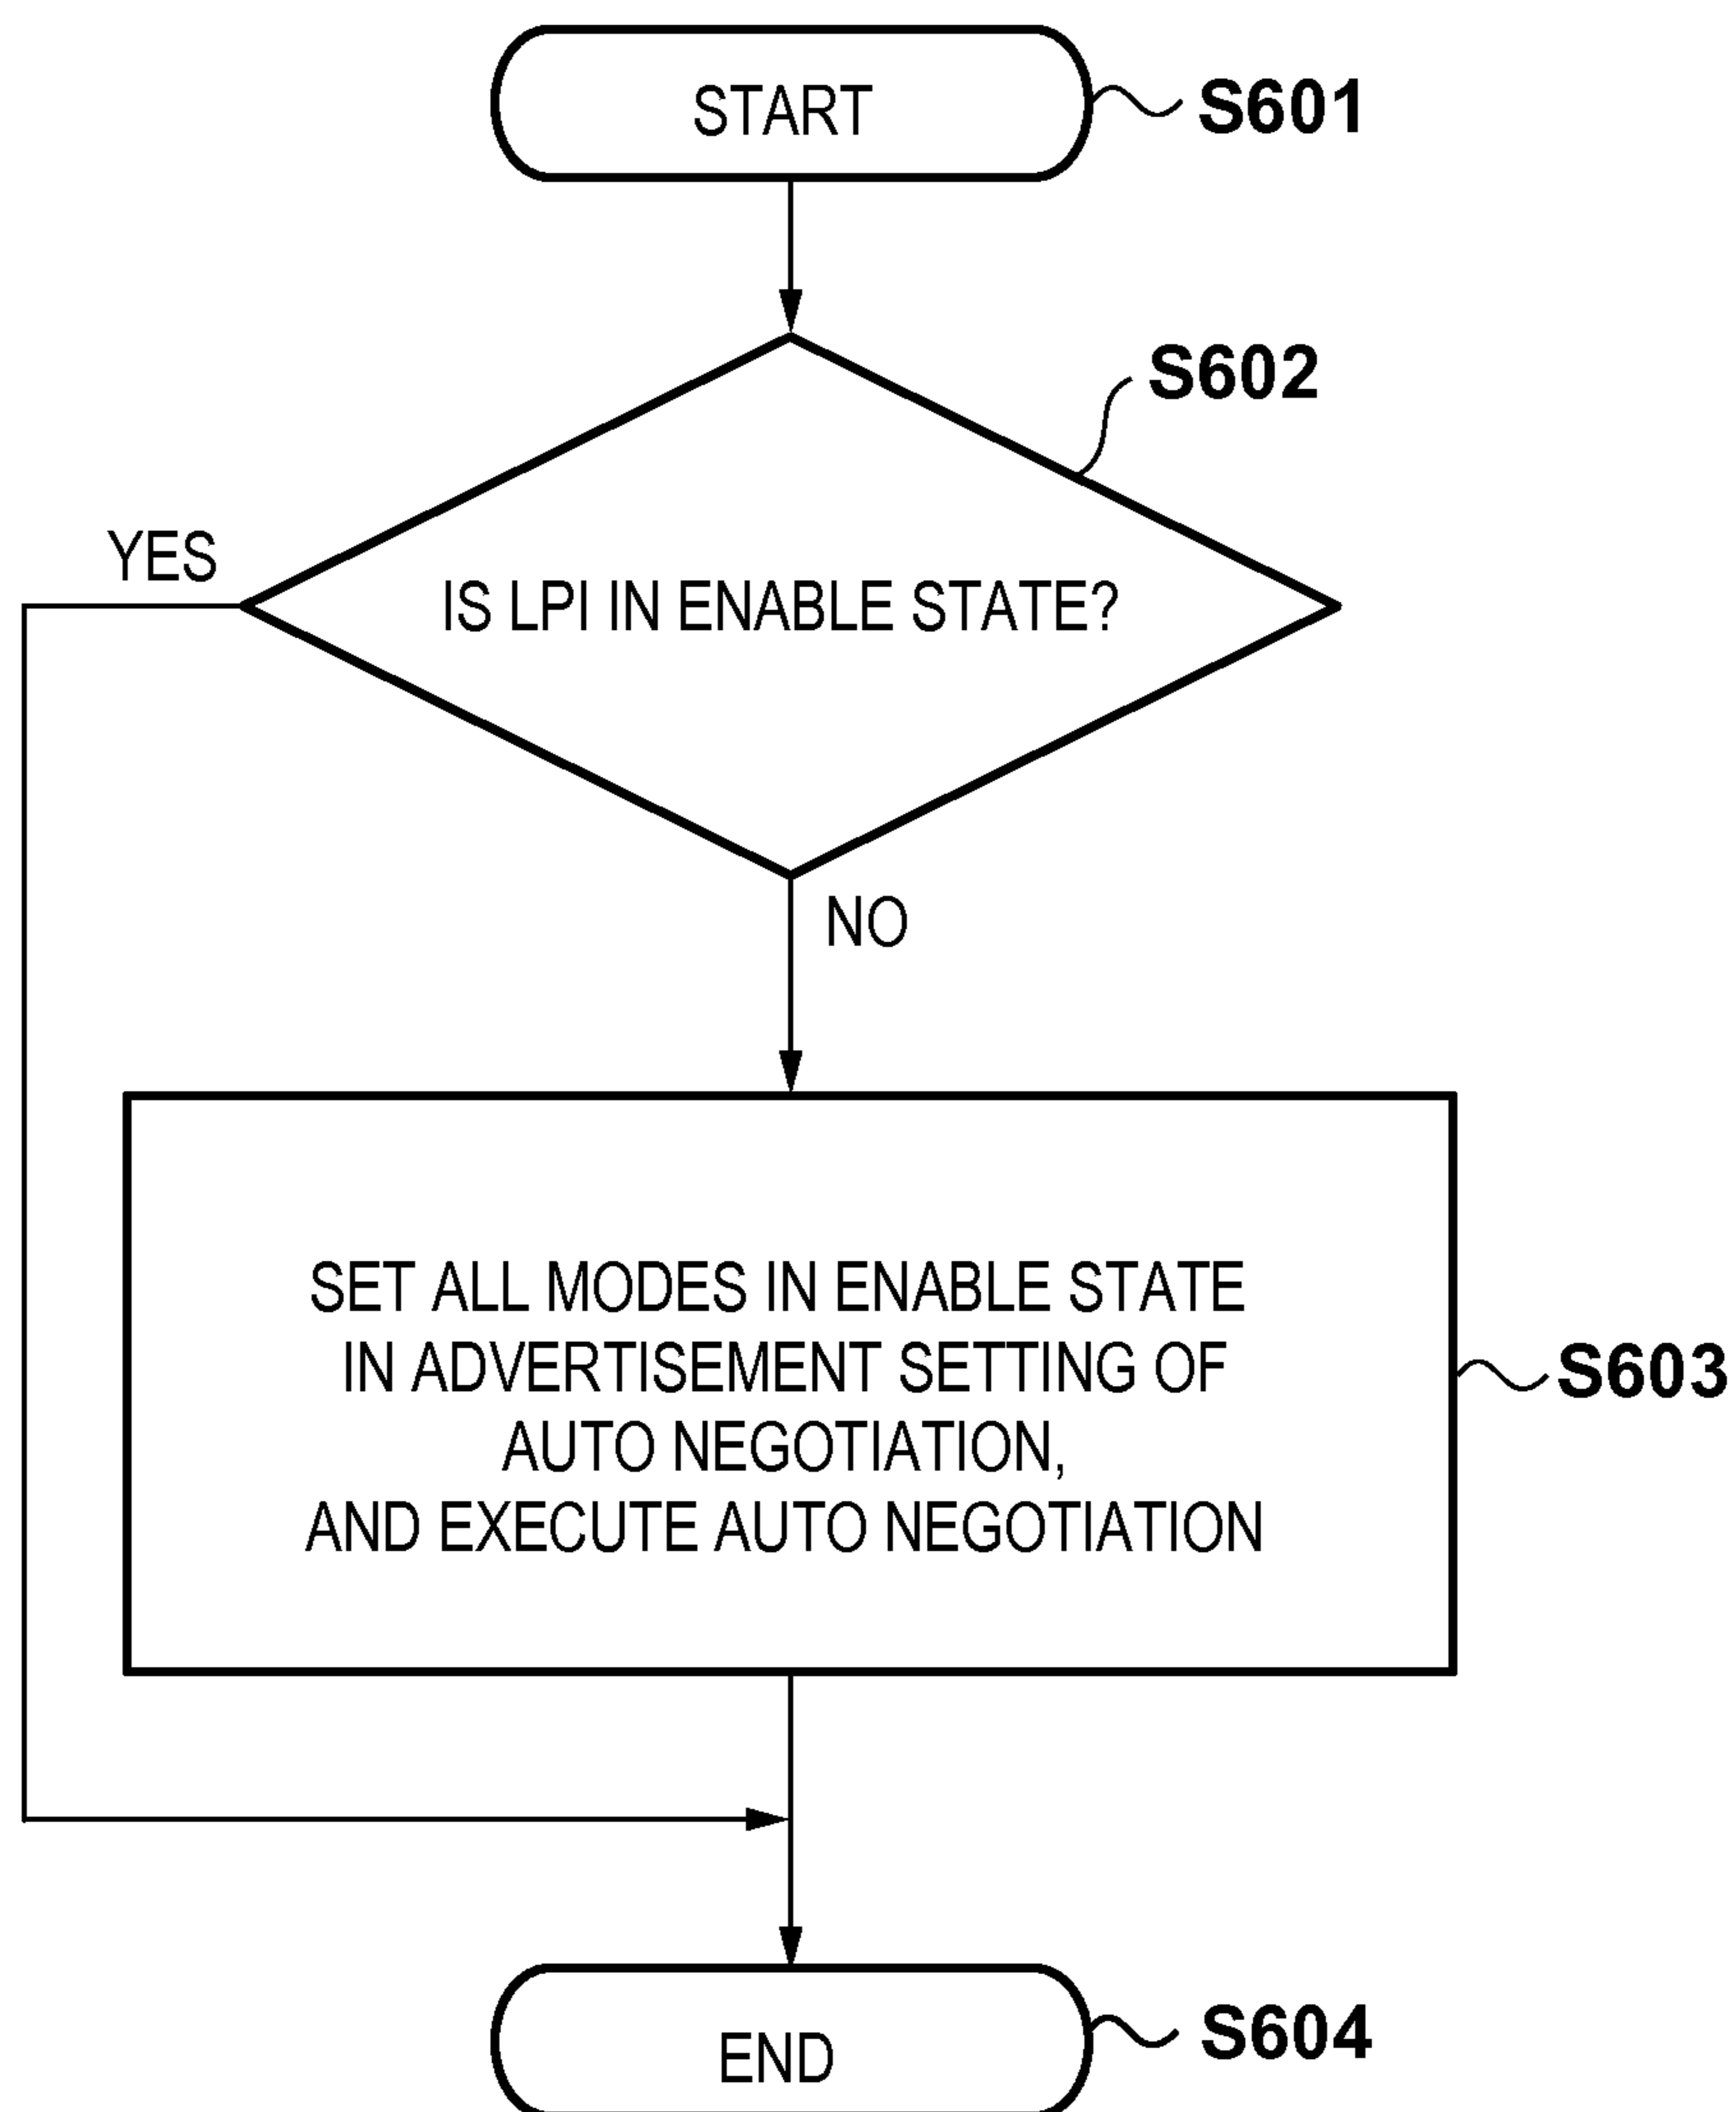 START
S601
S602
YES
IS LPI IN ENABLE STATE?
NO
SET ALL MODES IN ENABLE STATE
IN ADVERTISEMENT SETTING OF
AUTO NEGOTIATION,
AND EXECUTE AUTO NEGOTIATION
S603
END
S604